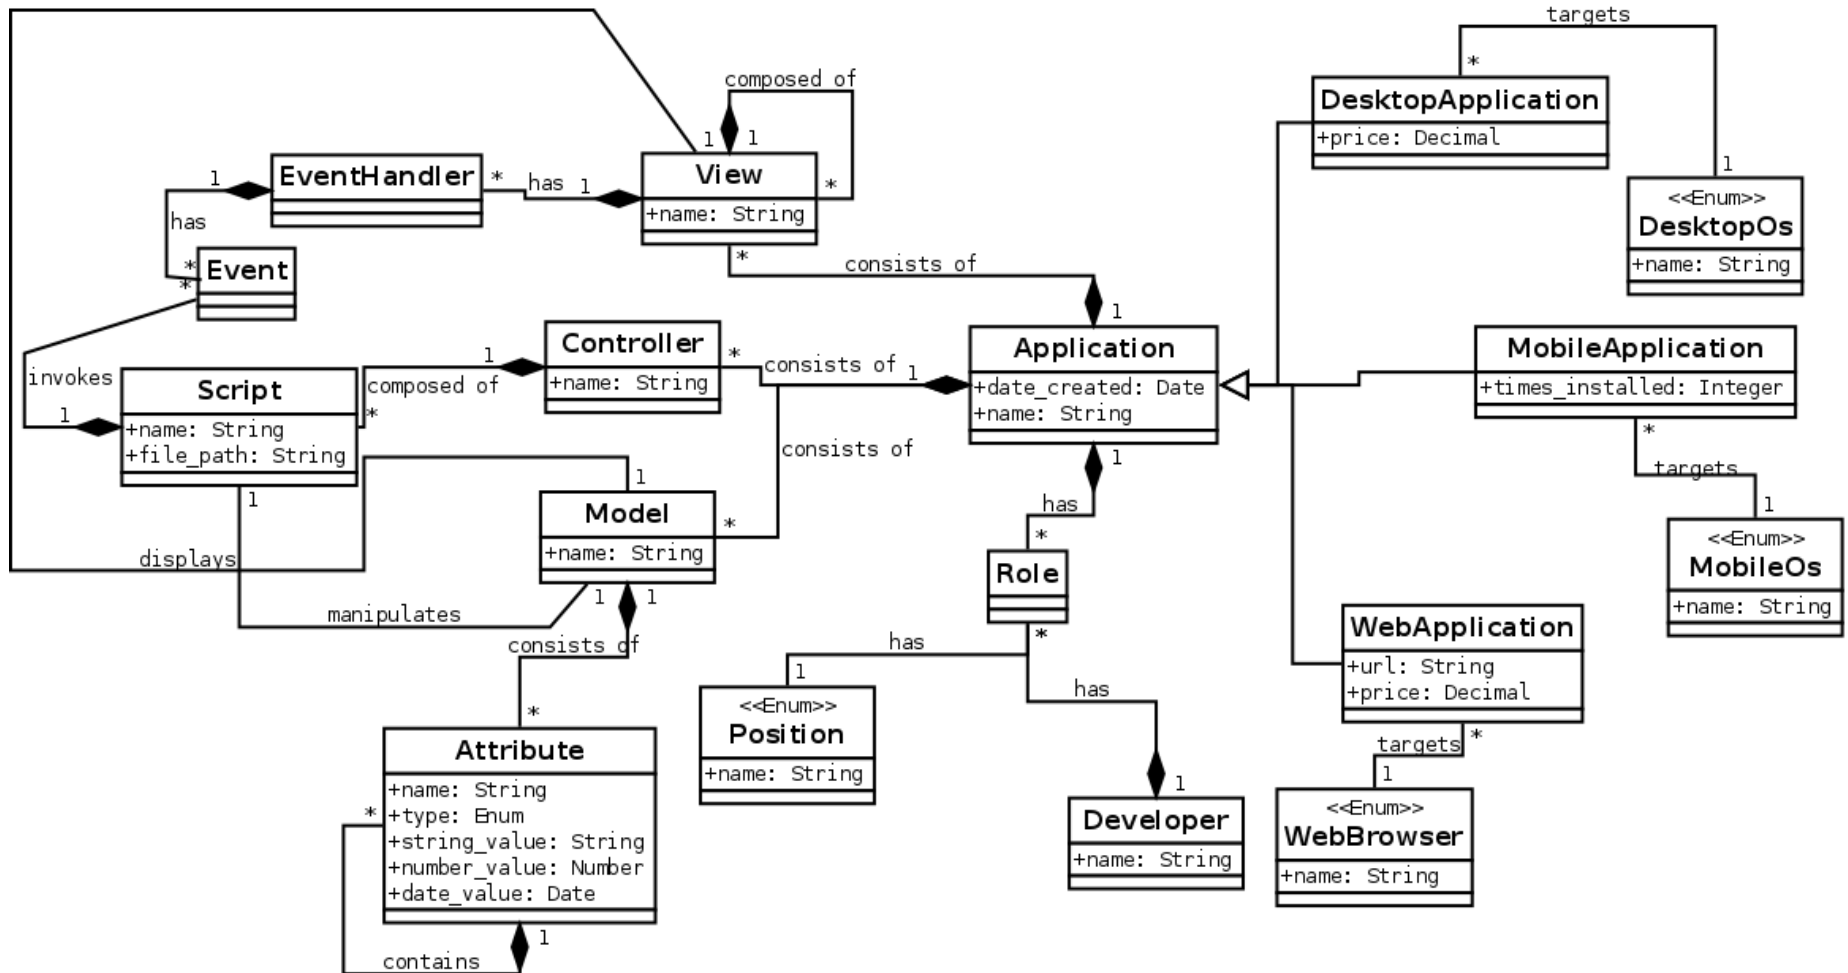 targets
*
DesktopApplication
+price: Decimal
1
<<Enum>>
DesktopOs
+name: String
composed of
1
1
View
*
+name: String
*
has
1
*
EventHandler
1
has
*
*
Event
consists of
1
invokes
1
Script
+name: String
+file_path: String
1
composed of
*
1
Controller
+name: String
*
consists of
1
Application
+date_created: Date
+name: String
1
MobileApplication
+times_installed: Integer
*
targets
1
<<Enum>>
MobileOs
+name: String
consists of
1
Model
+name: String
*
displays
manipulates
1
1
consists of
*
has
*
Role
*
has
1
<<Enum>>
Position
+name: String
has
1
Developer
+name: String
WebApplication
+url: String
+price: Decimal
*
targets
1
<<Enum>>
WebBrowser
+name: String
Attribute
+name: String
+type: Enum
+string_value: String
+number_value: Number
+date_value: Date
*
1
contains